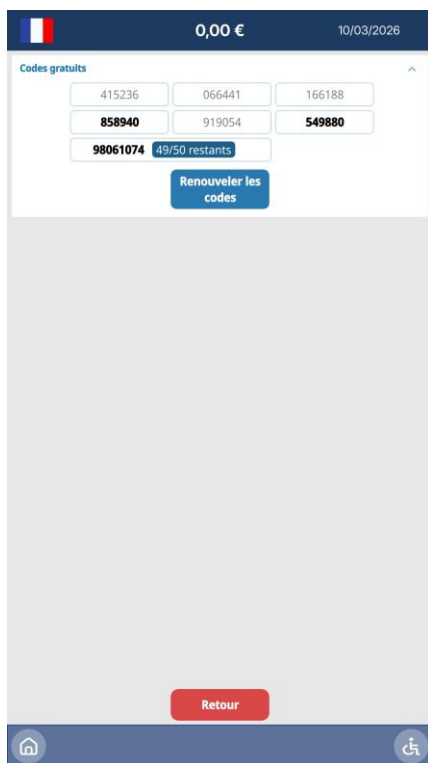 0,00 €
10/03/2026
Codes gratuits
415236 066441 166188
858940 919054 549880
98061074 49/50 restants
Renouveler les
codes
Retour